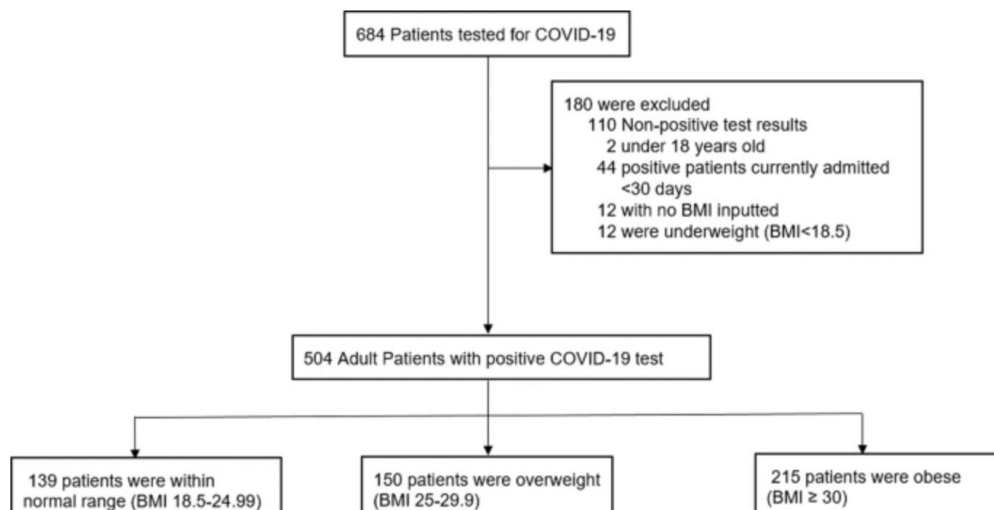 684 Patients tested for COVID-19
180 were excluded
110 Non-positive test results
2 under 18 years old
44 positive patients currently admitted
<30 days
12 with no BMI inputted
12 were underweight (BMI<18.5)
504 Adult Patients with positive COVID-19 test
139 patients were within
normal range (BMI 18.5-24.99)
150 patients were overweight
(BMI 25-29.9)
215 patients were obese
(BMI ≥ 30)